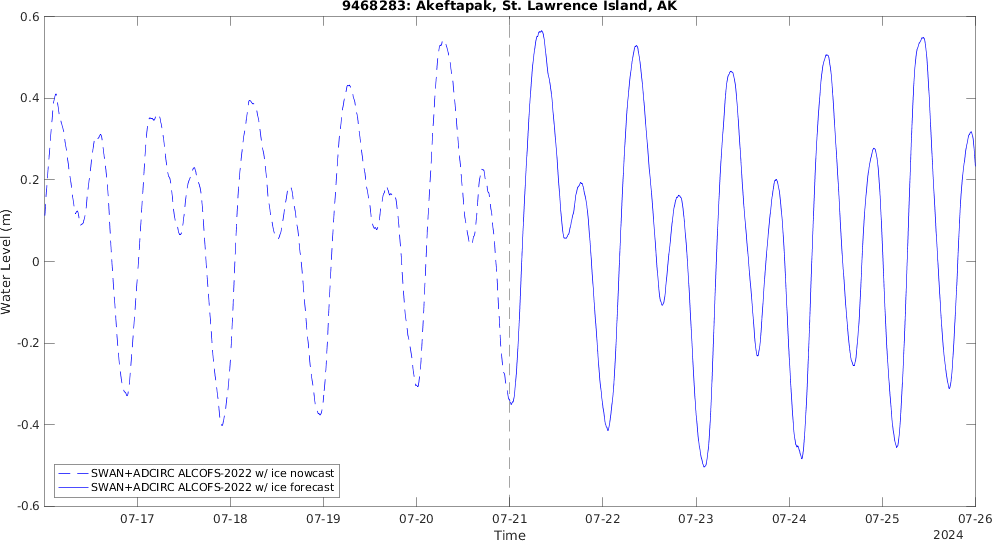 9468283: Akeftapak, St. Lawrence Island, AK
0.6
0.4
0.2
0
-0.2
-0.4
-0.6
Water Level (m)
SWAN+ADCIRC ALCOFS-2022 w/ ice nowcast
SWAN+ADCIRC ALCOFS-2022 w/ ice forecast
07-17 07-18 07-19 07-20 07-21 07-22 07-23 07-24 07-25 07-26
Time
2024